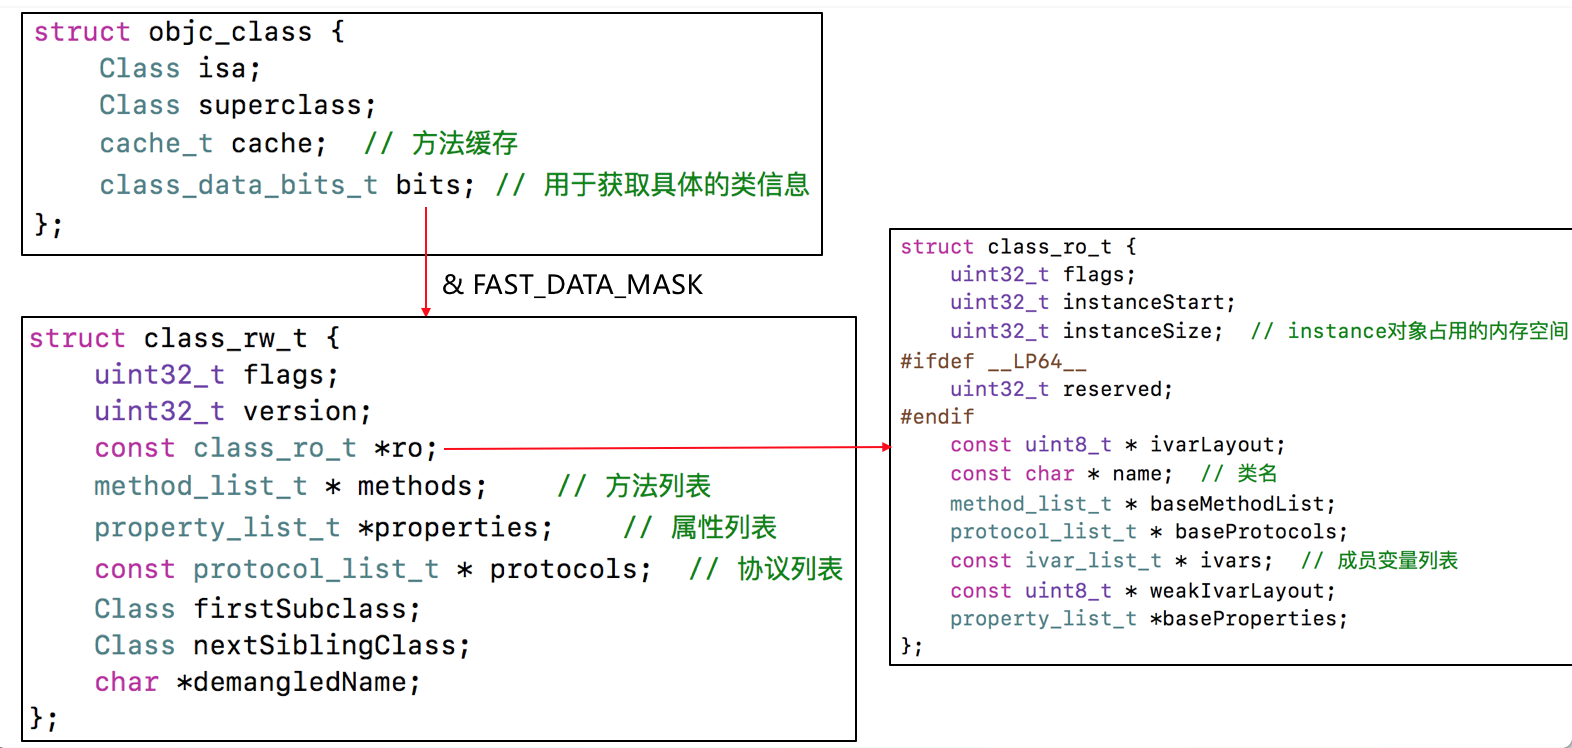 struct objc_class {
    Class isa;
    Class superclass;
    cache_t cache;  // 方法缓存
    class_data_bits_t bits; // 用于获取具体的类信息
};
& FAST_DATA_MASK
struct class_rw_t {
    uint32_t flags;
    uint32_t version;
    const class_ro_t *ro;
    method_list_t * methods;    // 方法列表
    property_list_t *properties;    // 属性列表
    const protocol_list_t * protocols;  // 协议列表
    Class firstSubclass;
    Class nextSiblingClass;
    char *demangledName;
};
struct class_ro_t {
    uint32_t flags;
    uint32_t instanceStart;
    uint32_t instanceSize;  // instance对象占用的内存空间
#ifdef __LP64__
    uint32_t reserved;
#endif
    const uint8_t * ivarLayout;
    const char * name;  // 类名
    method_list_t * baseMethodList;
    protocol_list_t * baseProtocols;
    const ivar_list_t * ivars;  // 成员变量列表
    const uint8_t * weakIvarLayout;
    property_list_t *baseProperties;
};